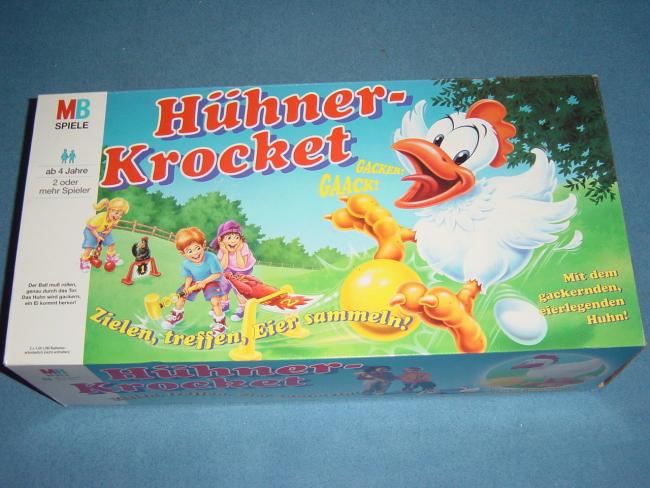 MB
SPIELE
ab 4 Jahre
2 oder
mehr Spieler
Der Ball muß rollen,
genau durch das Tor.
Das Huhn wird gackern,
ein Ei kommt hervor!
Hühner-
Krocket
GACKER!
GAACK!
Zielen, treffen, Eier sammeln!
Mit dem
gackernden,
eierlegenden
Huhn!
MB
Hühner-
Krocket